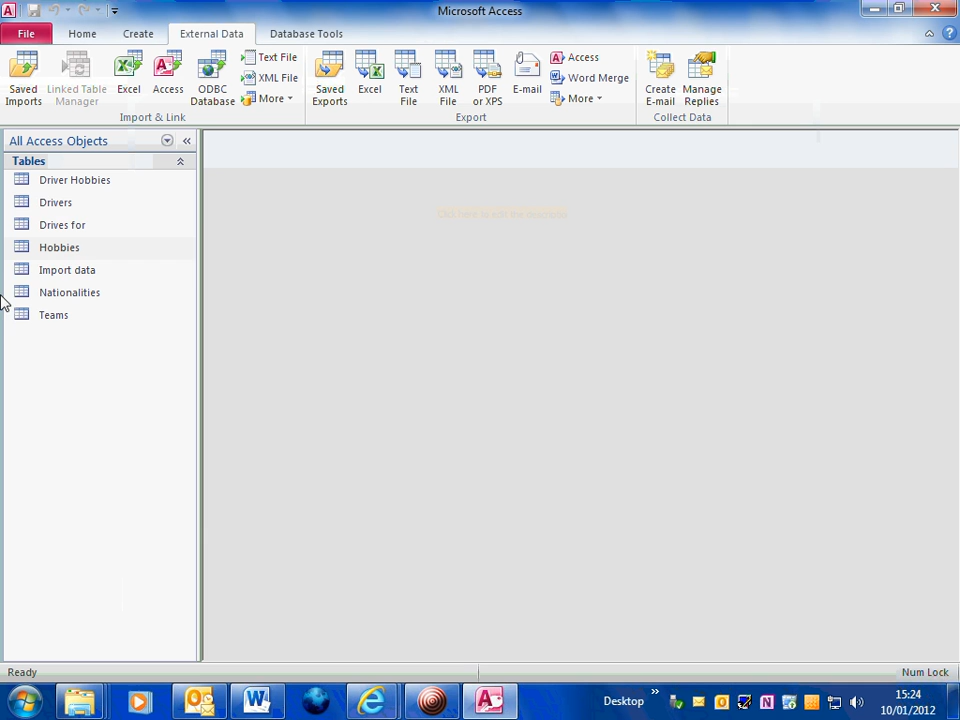 Microsoft Access
File Home Create External Data Database Tools
Saved Imports
Linked Table Manager
Excel
Access
ODBC Database
Text File
XML File
More
Import & Link
Saved Exports
Excel
Text File
XML File
PDF or XPS
E-mail
Access
Word Merge
More
Export
Create E-mail
Manage Replies
Collect Data
All Access Objects
Tables
Driver Hobbies
Drivers
Drives for
Hobbies
Import data
Nationalities
Teams
Ready
Num Lock
Desktop
15:24
10/01/2012